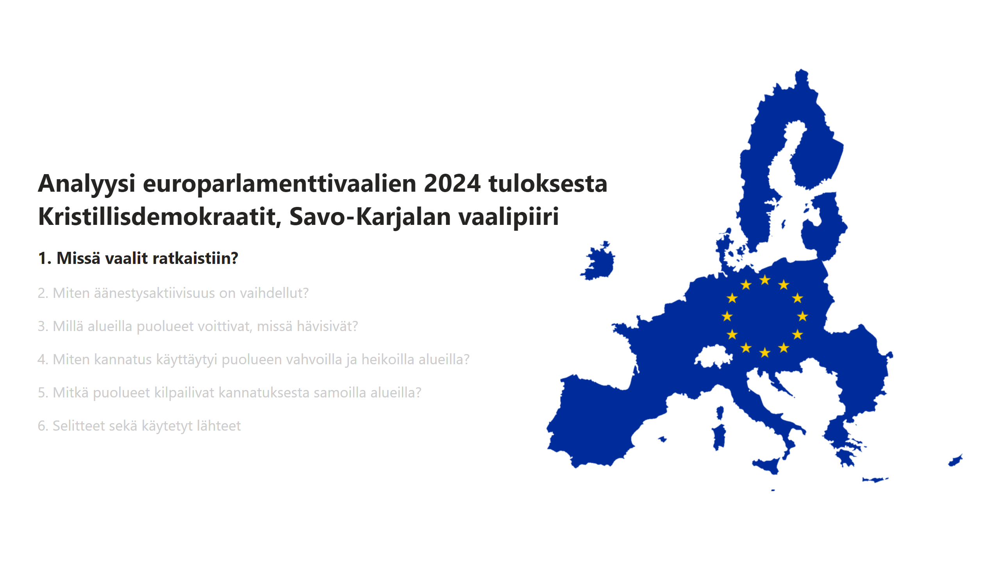 Analyysi europarlamenttivaalien 2024 tuloksesta
Kristillisdemokraatit, Savo-Karjalan vaalipiiri
1. Missä vaalit ratkaistiin?
2. Miten äänestysaktiivisuus on vaihdellut?
3. Millä alueilla puolueet voittivat, missä hävisivät?
4. Miten kannatus käyttäytyi puolueen vahvoilla ja heikoilla alueilla?
5. Mitkä puolueet kilpailivat kannatuksesta samoilla alueilla?
6. Selitteet sekä käytetyt lähteet